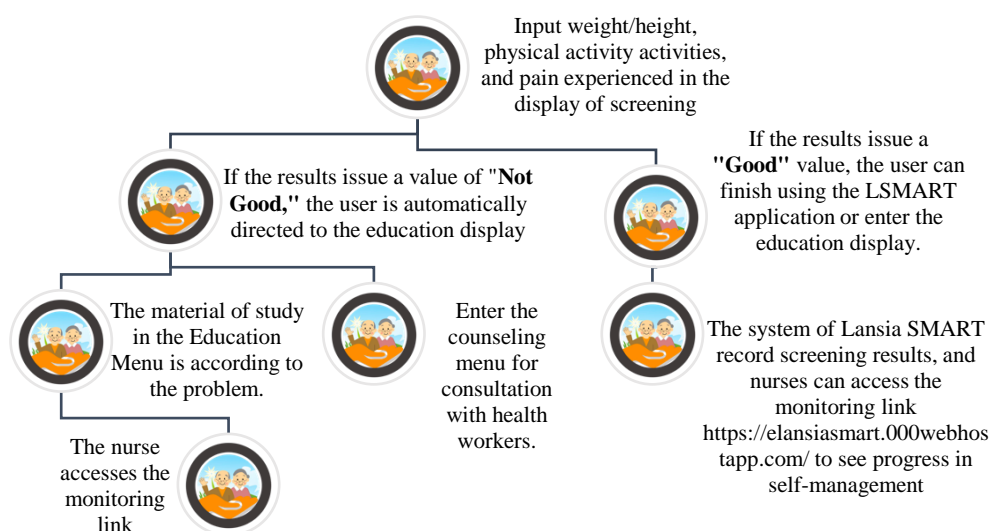 Input weight/height,
physical activity activities,
and pain experienced in the
display of screening
If the results issue a value of "Not
Good," the user is automatically
directed to the education display
If the results issue a
"Good" value, the user can
finish using the LSMART
application or enter the
education display.
The material of study
in the Education
Menu is according to
the problem.
Enter the
counseling
menu for
consultation
with health
workers.
The system of Lansia SMART
record screening results, and
nurses can access the
monitoring link
https://elansiasmart.000webhos
tapp.com/ to see progress in
self-management
The nurse
accesses the
monitoring
link